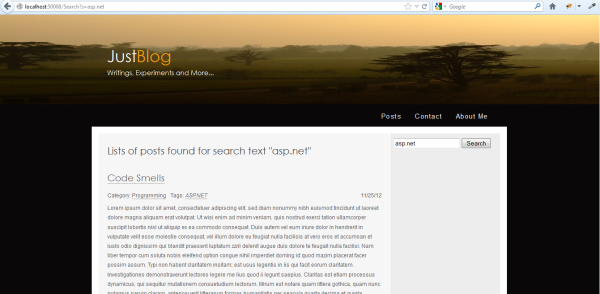 localhost:50068/Search?s=asp.net
Google
JustBlog
Writings, Experiments and More...
Posts Contact About Me
Lists of posts found for search text "asp.net"
asp.net Search
Code Smells
Category: Programming Tags: ASP.NET 11/25/12
Lorem ipsum dolor sit amet, consectetuer adipiscing elit, sed diam nonummy nibh euismod tincidunt ut laoreet
dolore magna aliquam erat volutpat. Ut wisi enim ad minim veniam, quis nostrud exerci tation ullamcorper
suscipit lobortis nisl ut aliquip ex ea commodo consequat. Duis autem vel eum iriure dolor in hendrerit in
vulputate velit esse molestie consequat, vel illum dolore eu feugiat nulla facilisis at vero eros et accumsan et
iusto odio dignissim qui blandit praesent luptatum zzril delenit augue duis dolore te feugait nulla facilisi. Nam
liber tempor cum soluta nobis eleifend option congue nihil imperdiet doming id quod mazim placerat facer
possim assum. Typi non habent claritatem insitam; est usus legentis in iis qui facit eorum claritatem.
Investigationes demonstraverunt lectores legere me lius quod ii legunt saepius. Claritas est etiam processus
dynamicus, qui sequitur mutationem consuetudium lectorum. Mirum est notare quam littera gothica, quam nunc